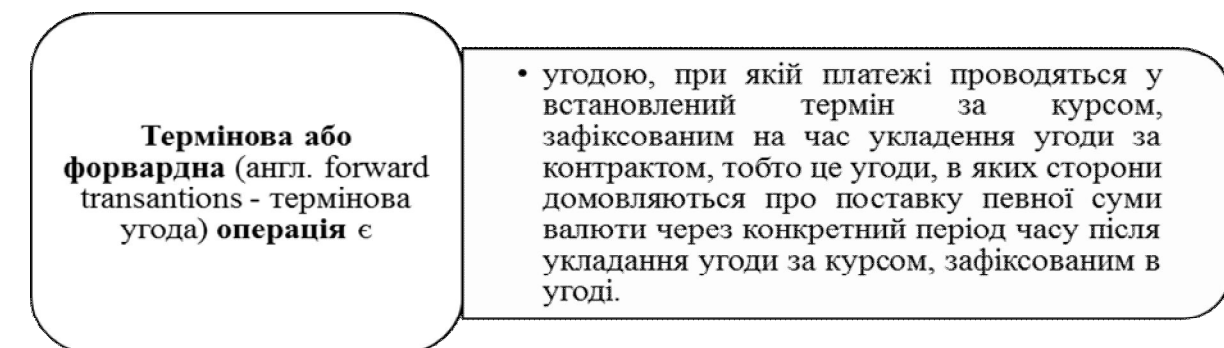 Термінова або
форвардна (англ. forward
transantions - термінова
угода) операція є
• угодою, при якій платежі проводяться у
встановлений термін за курсом,
зафіксованим на час укладення угоди за
контрактом, тобто це угоди, в яких сторони
домовляються про поставку певної суми
валюти через конкретний період часу після
укладання угоди за курсом, зафіксованим в
угоді.